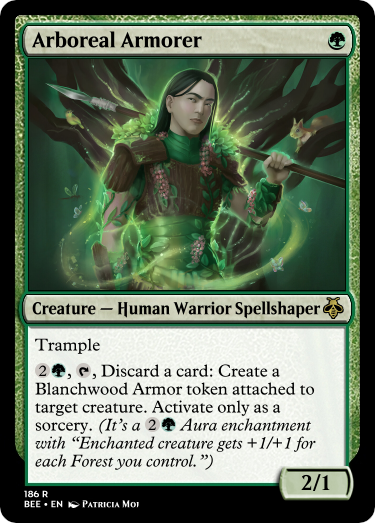 Arboreal Armorer
Creature — Human Warrior Spellshaper
Trample
2, , Discard a card: Create a
Blanchwood Armor token attached to
target creature. Activate only as a
sorcery. (It's a 2 Aura enchantment
with “Enchanted creature gets +1/+1 for
each Forest you control.”)
2/1
186 R
BEE • EN Patricia Moi